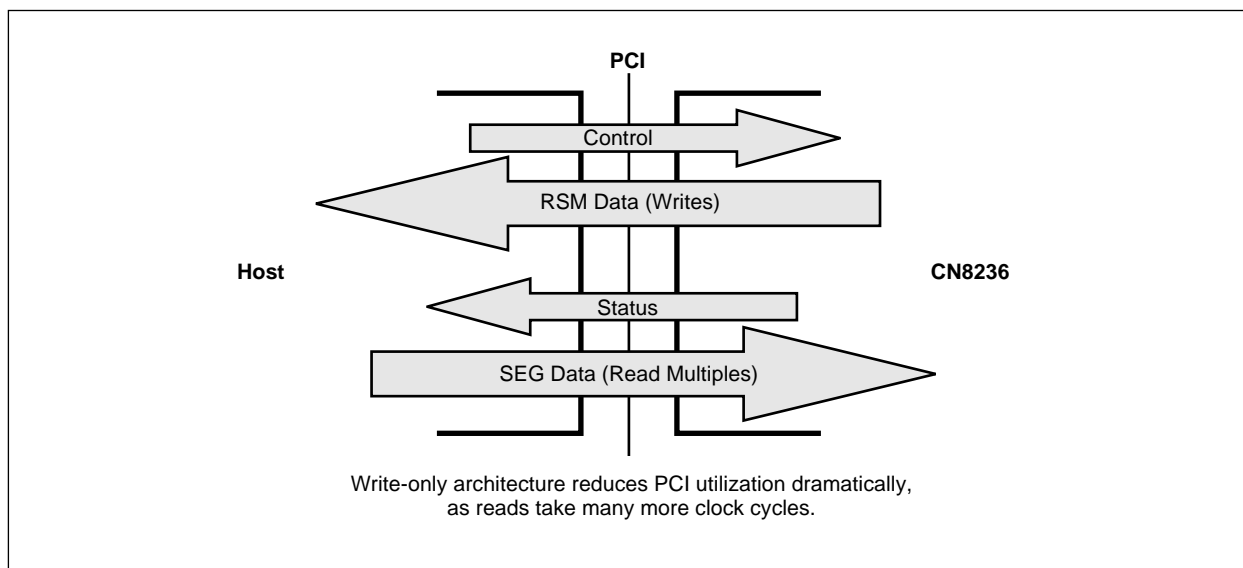 PCI
Control
RSM Data (Writes)
Host
CN8236
Status
SEG Data (Read Multiples)
Write-only architecture reduces PCI utilization dramatically,
as reads take many more clock cycles.